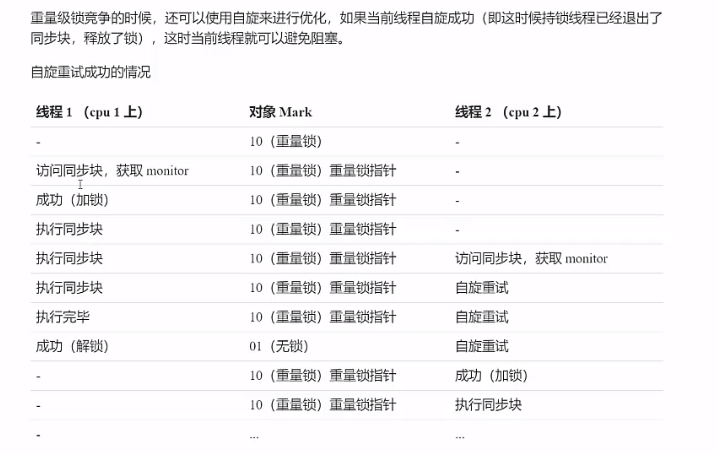 重量级锁竞争的时候，还可以使用自旋来进行优化，如果当前线程自旋成功（即这时候持锁线程已经退出了
同步块，释放了锁），这时当前线程就可以避免阻塞。
自旋重试成功的情况
线程 1 （cpu 1 上） 对象 Mark 线程 2 （cpu 2 上）
- 10（重量锁） -
访问同步块，获取 monitor 10（重量锁）重量锁指针 -
成功（加锁） 10（重量锁）重量锁指针 -
执行同步块 10（重量锁）重量锁指针 -
执行同步块 10（重量锁）重量锁指针 访问同步块，获取 monitor
执行同步块 10（重量锁）重量锁指针 自旋重试
执行完毕 10（重量锁）重量锁指针 自旋重试
成功（解锁） 01（无锁） 自旋重试
- 10（重量锁）重量锁指针 成功（加锁）
- 10（重量锁）重量锁指针 执行同步块
- ... ...